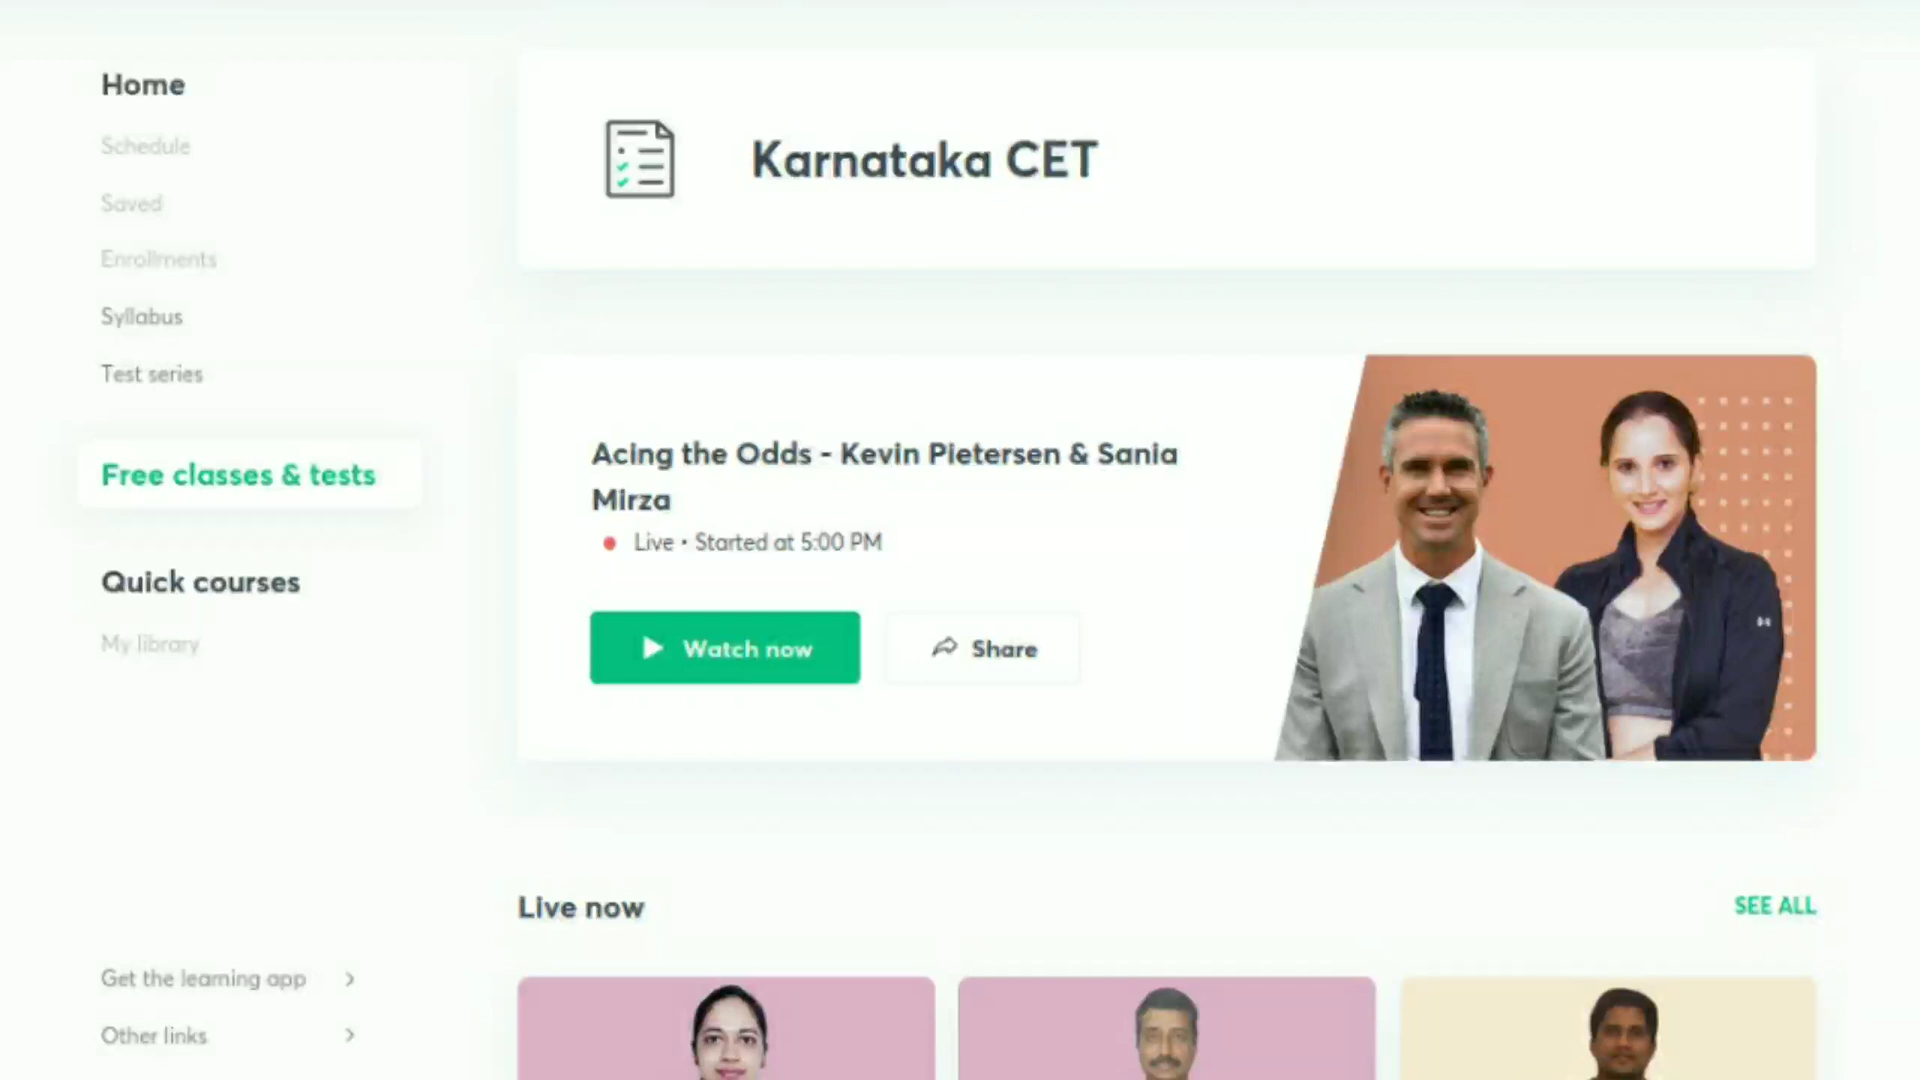 Home
Schedule
Saved
Enrollments
Syllabus
Test series
Free classes & tests
Quick courses
My library
Get the learning app
Other links
Karnataka CET
Acing the Odds - Kevin Pietersen & Sania
Mirza
Live • Started at 5:00 PM
Watch now
Share
Live now
SEE ALL